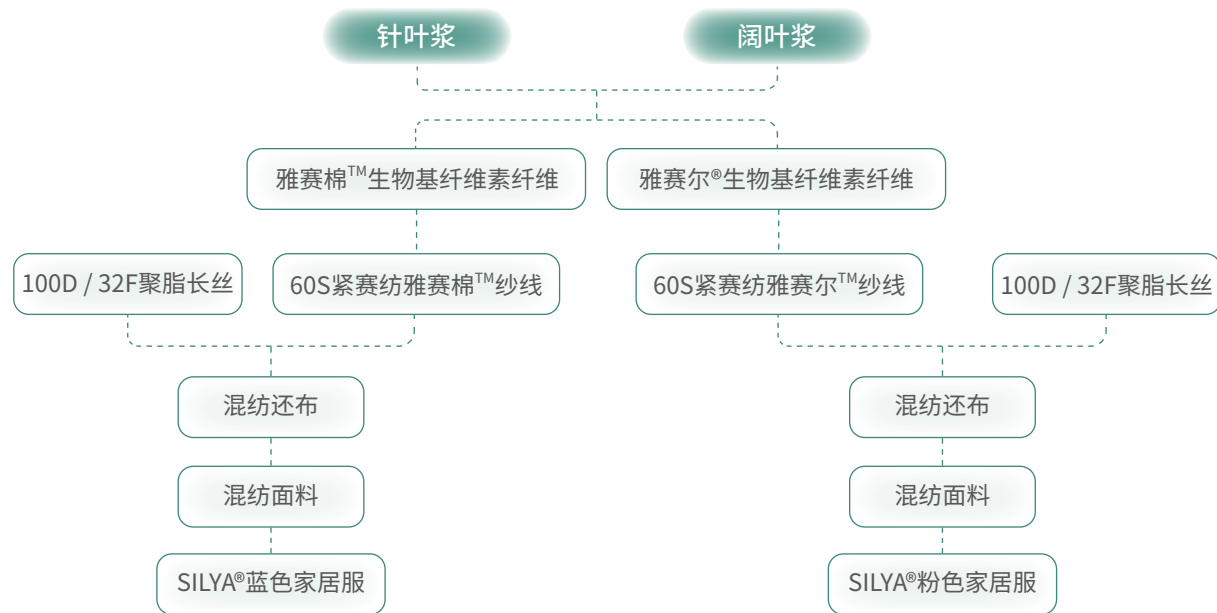 针叶浆
阔叶浆
雅赛棉™生物基纤维素纤维
雅赛尔®生物基纤维素纤维
100D / 32F聚脂长丝
60S紧赛纺雅赛棉™纱线
60S紧赛纺雅赛尔™纱线
100D / 32F聚脂长丝
混纺还布
混纺还布
混纺面料
混纺面料
SILYA®蓝色家居服
SILYA®粉色家居服